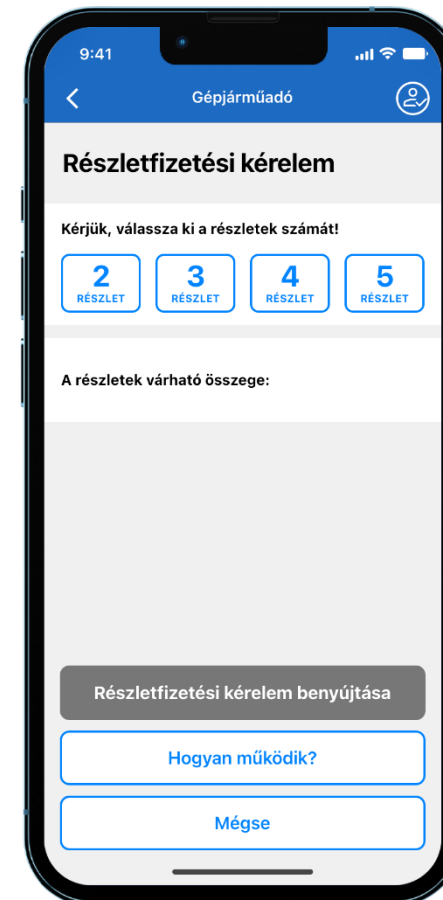 9:41
Gépjárműadó
Részletfizetési kérelem
Kérjük, válassza ki a részletek számát!
2 3 4 5
RÉSZLET RÉSZLET RÉSZLET RÉSZLET
A részletek várható összege:
Részletfizetési kérelem benyújtása
Hogyan működik?
Mégse